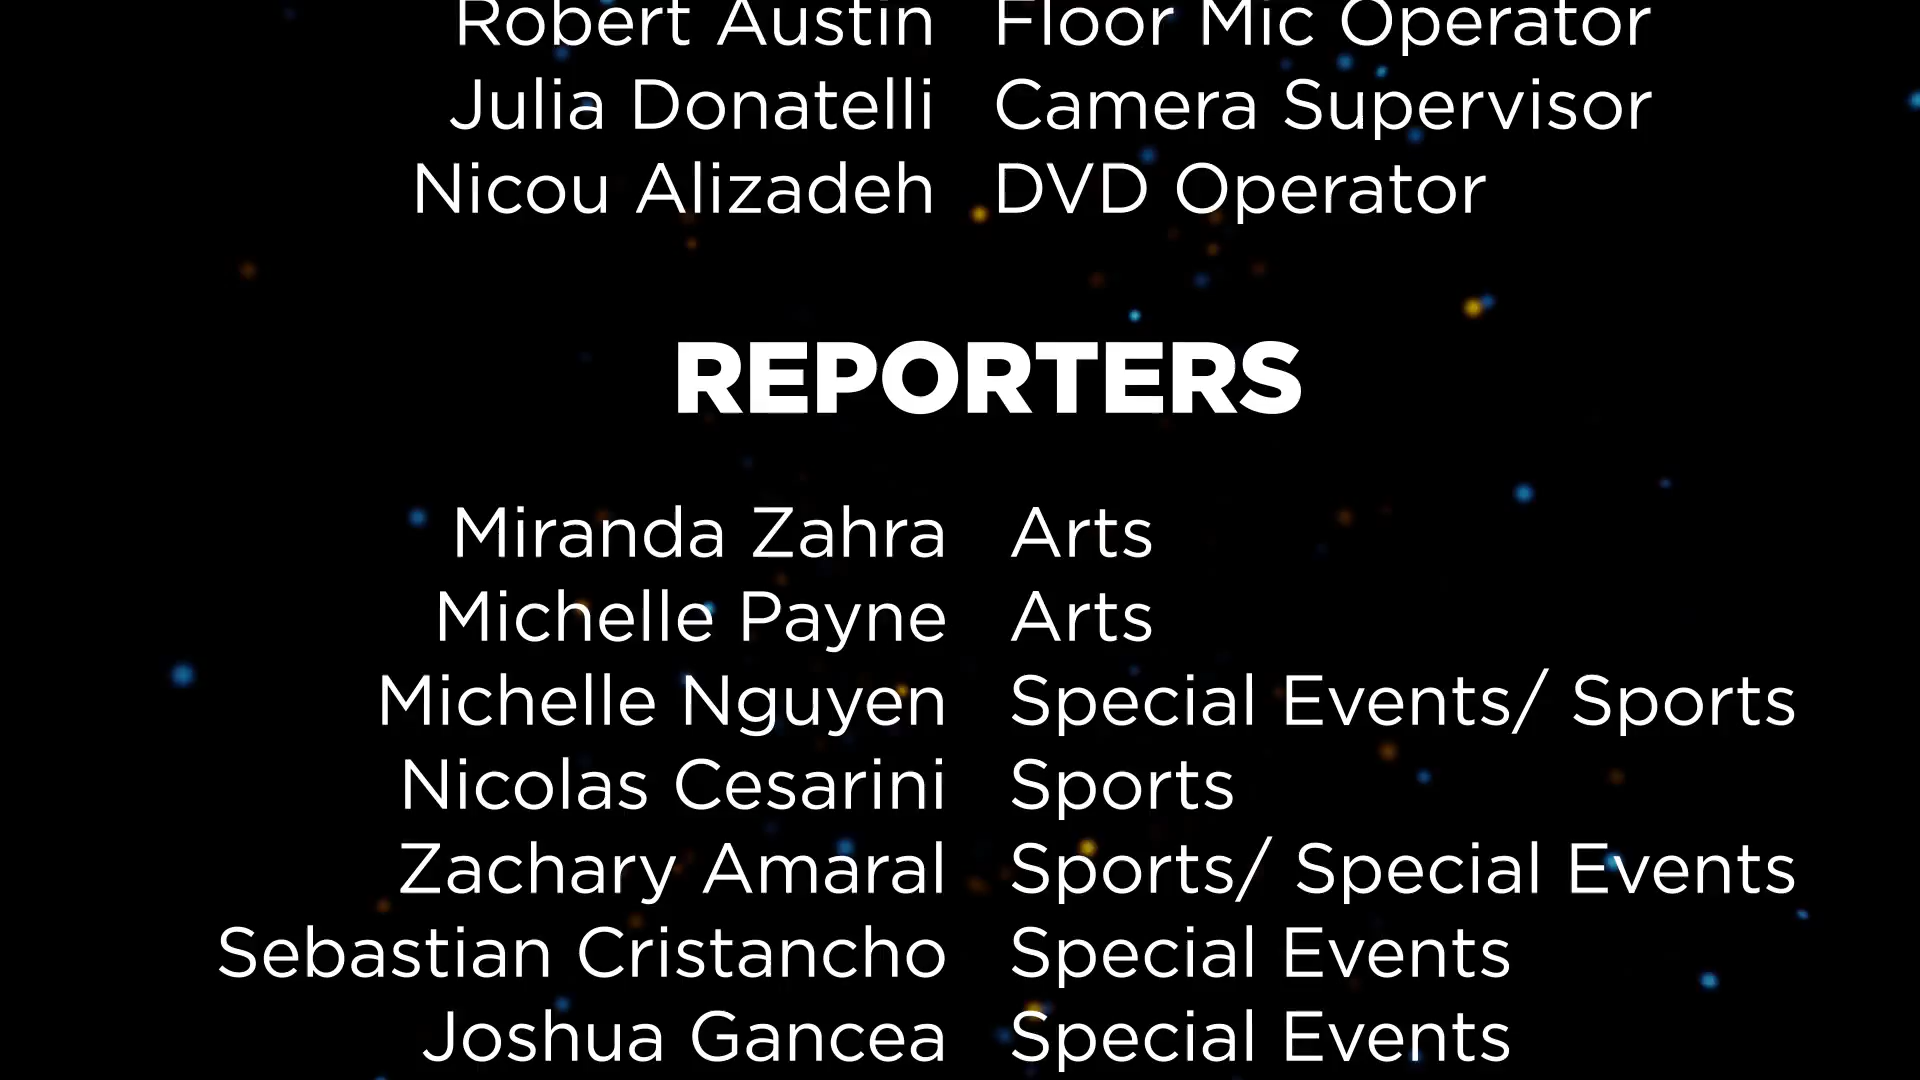 Robert Austin Floor Mic Operator
Julia Donatelli Camera Supervisor
Nicou Alizadeh DVD Operator
REPORTERS
Miranda Zahra Arts
Michelle Payne Arts
Michelle Nguyen Special Events/ Sports
Nicolas Cesarini Sports
Zachary Amaral Sports/ Special Events
Sebastian Cristancho Special Events
Joshua Gancea Special Events